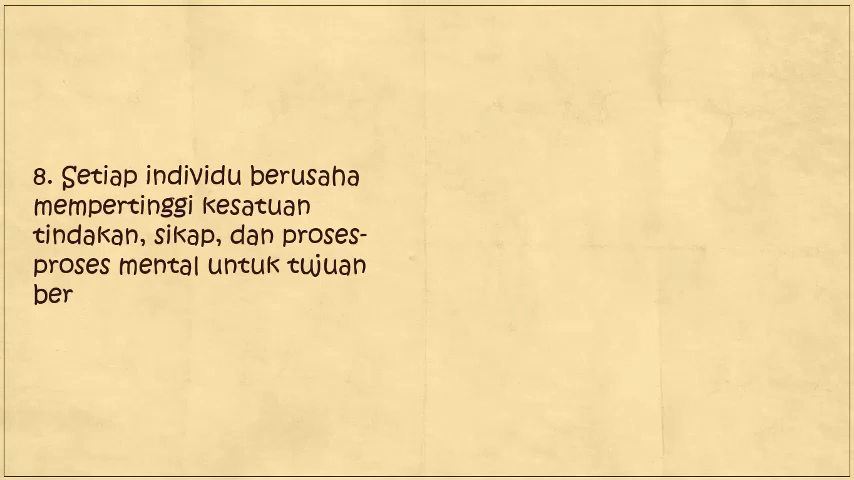 8. Setiap individu berusaha
mempertinggi kesatuan
tindakan, sikap, dan proses-
proses mental untuk tujuan
ber